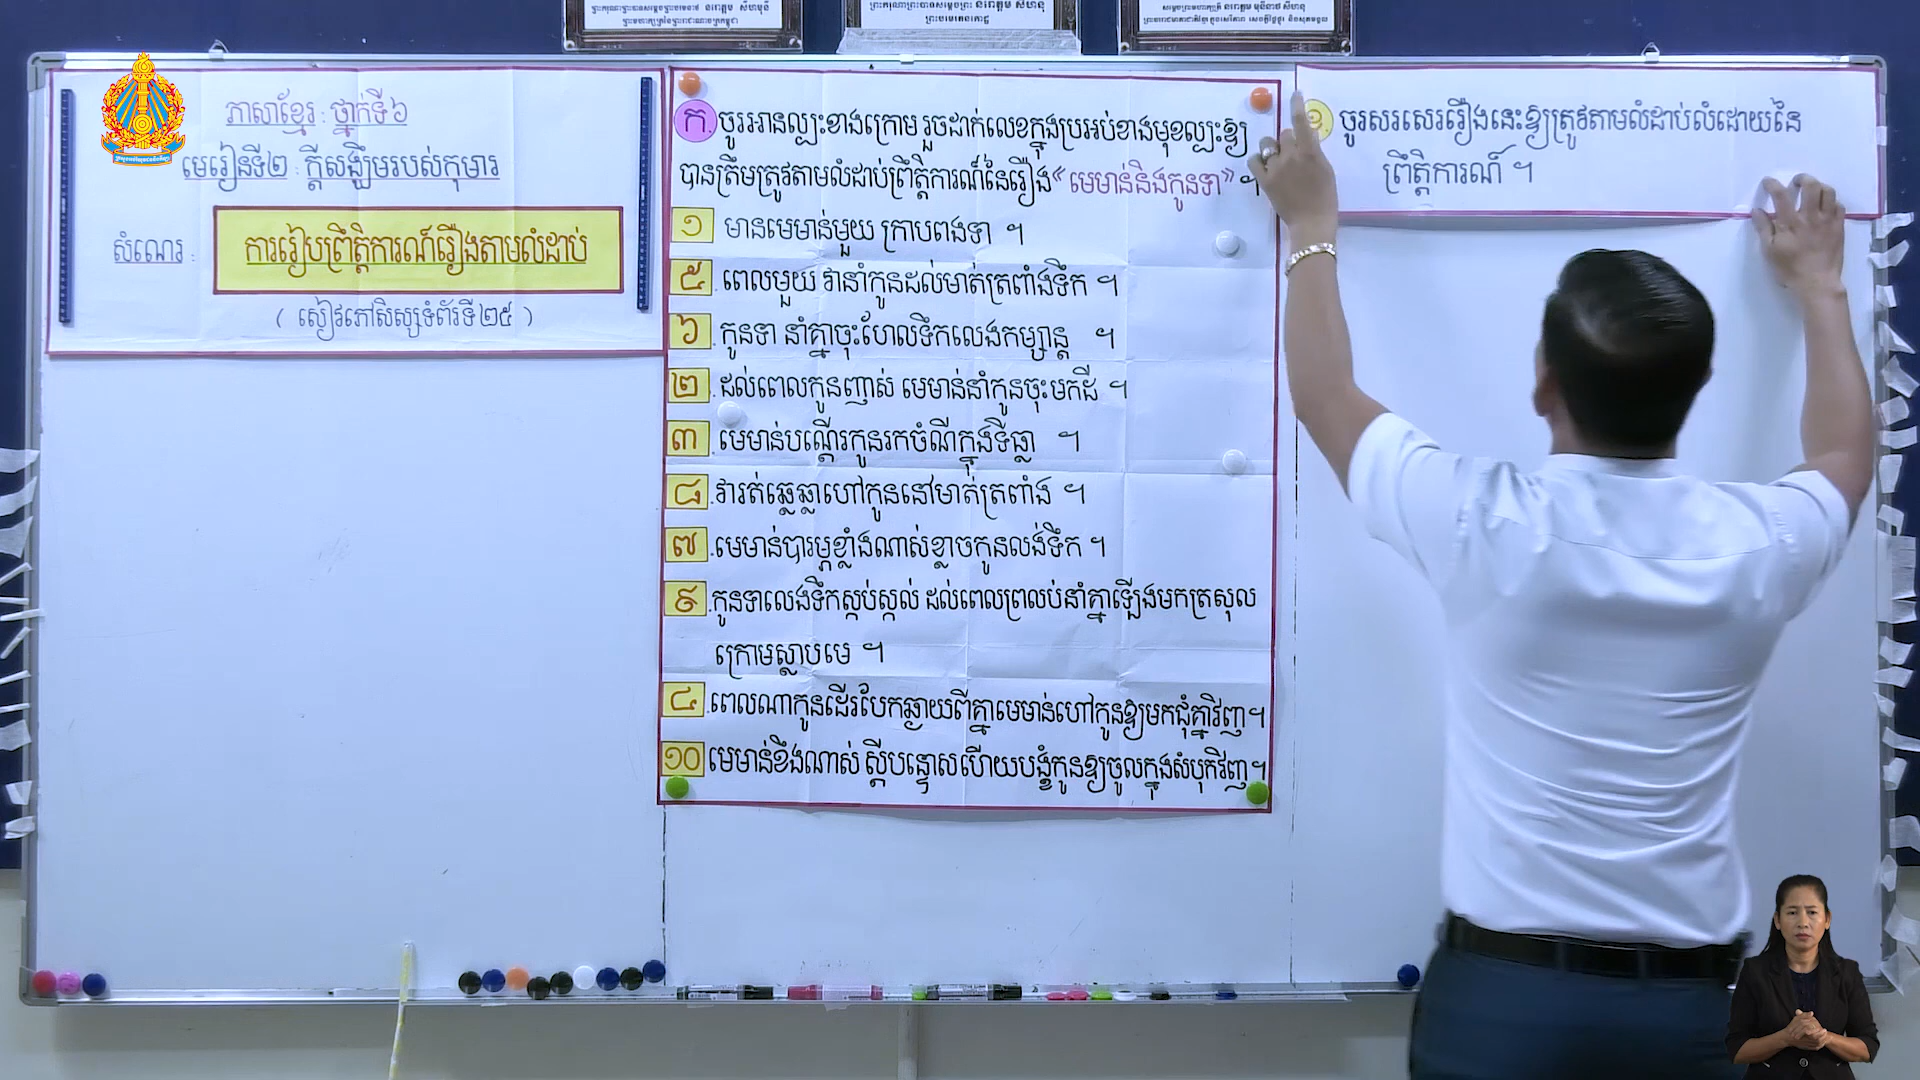 ភាសាខ្មែរ : ថ្នាក់ទី៦
មេរៀនទី២ : ក្ដីសង្ឃឹមរបស់កុមារ
សំណេរ :
ការរៀបព្រឹត្តិការណ៍រឿងតាមលំដាប់
( សៀវភៅសិស្សទំព័រទី២៥ )
ក. ចូរអានល្បះខាងក្រោម រួចដាក់លេខក្នុងប្រអប់ខាងមុខល្បះឱ្យ
បានត្រឹមត្រូវតាមលំដាប់ព្រឹត្តិការណ៍នៃរឿង«មេមាន់និងកូនទា» ។
១ មានមេមាន់មួយ ក្រាបពងទា ។
៥. ពេលមួយ វានាំកូនដល់មាត់ត្រពាំងទឹក ។
៦. កូនទា នាំគ្នាចុះហែលទឹកលេងកម្សាន្ត ។
២. ដល់ពេលកូនញាស់ មេមាន់នាំកូនចុះមកដី ។
៣. មេមាន់បណ្ដើរកូនរកចំណីក្នុងទីធ្លា ។
៨. វារត់ឆ្លេឆ្លាហៅកូននៅមាត់ត្រពាំង ។
៧. មេមាន់បារម្ភខ្លាំងណាស់ខ្លាចកូនលង់ទឹក ។
៩. កូនទាលេងទឹកស្កប់ស្កល់ ដល់ពេលព្រលប់នាំគ្នាឡើងមកត្រសុល
ក្រោមស្លាបមេ ។
៤. ពេលណាកូនដើរបែកឆ្ងាយពីគ្នាមេមាន់ហៅកូនឱ្យមកជុំគ្នាវិញ។
១០ មេមាន់ខឹងណាស់ ស្ដីបន្ទោស ហើយបង្ខំកូនឱ្យចូលក្នុងសំបុកវិញ។
ខ. ចូរសរសេររឿងនេះឱ្យត្រូវតាមលំដាប់លំដោយនៃ
ព្រឹត្តិការណ៍ ។